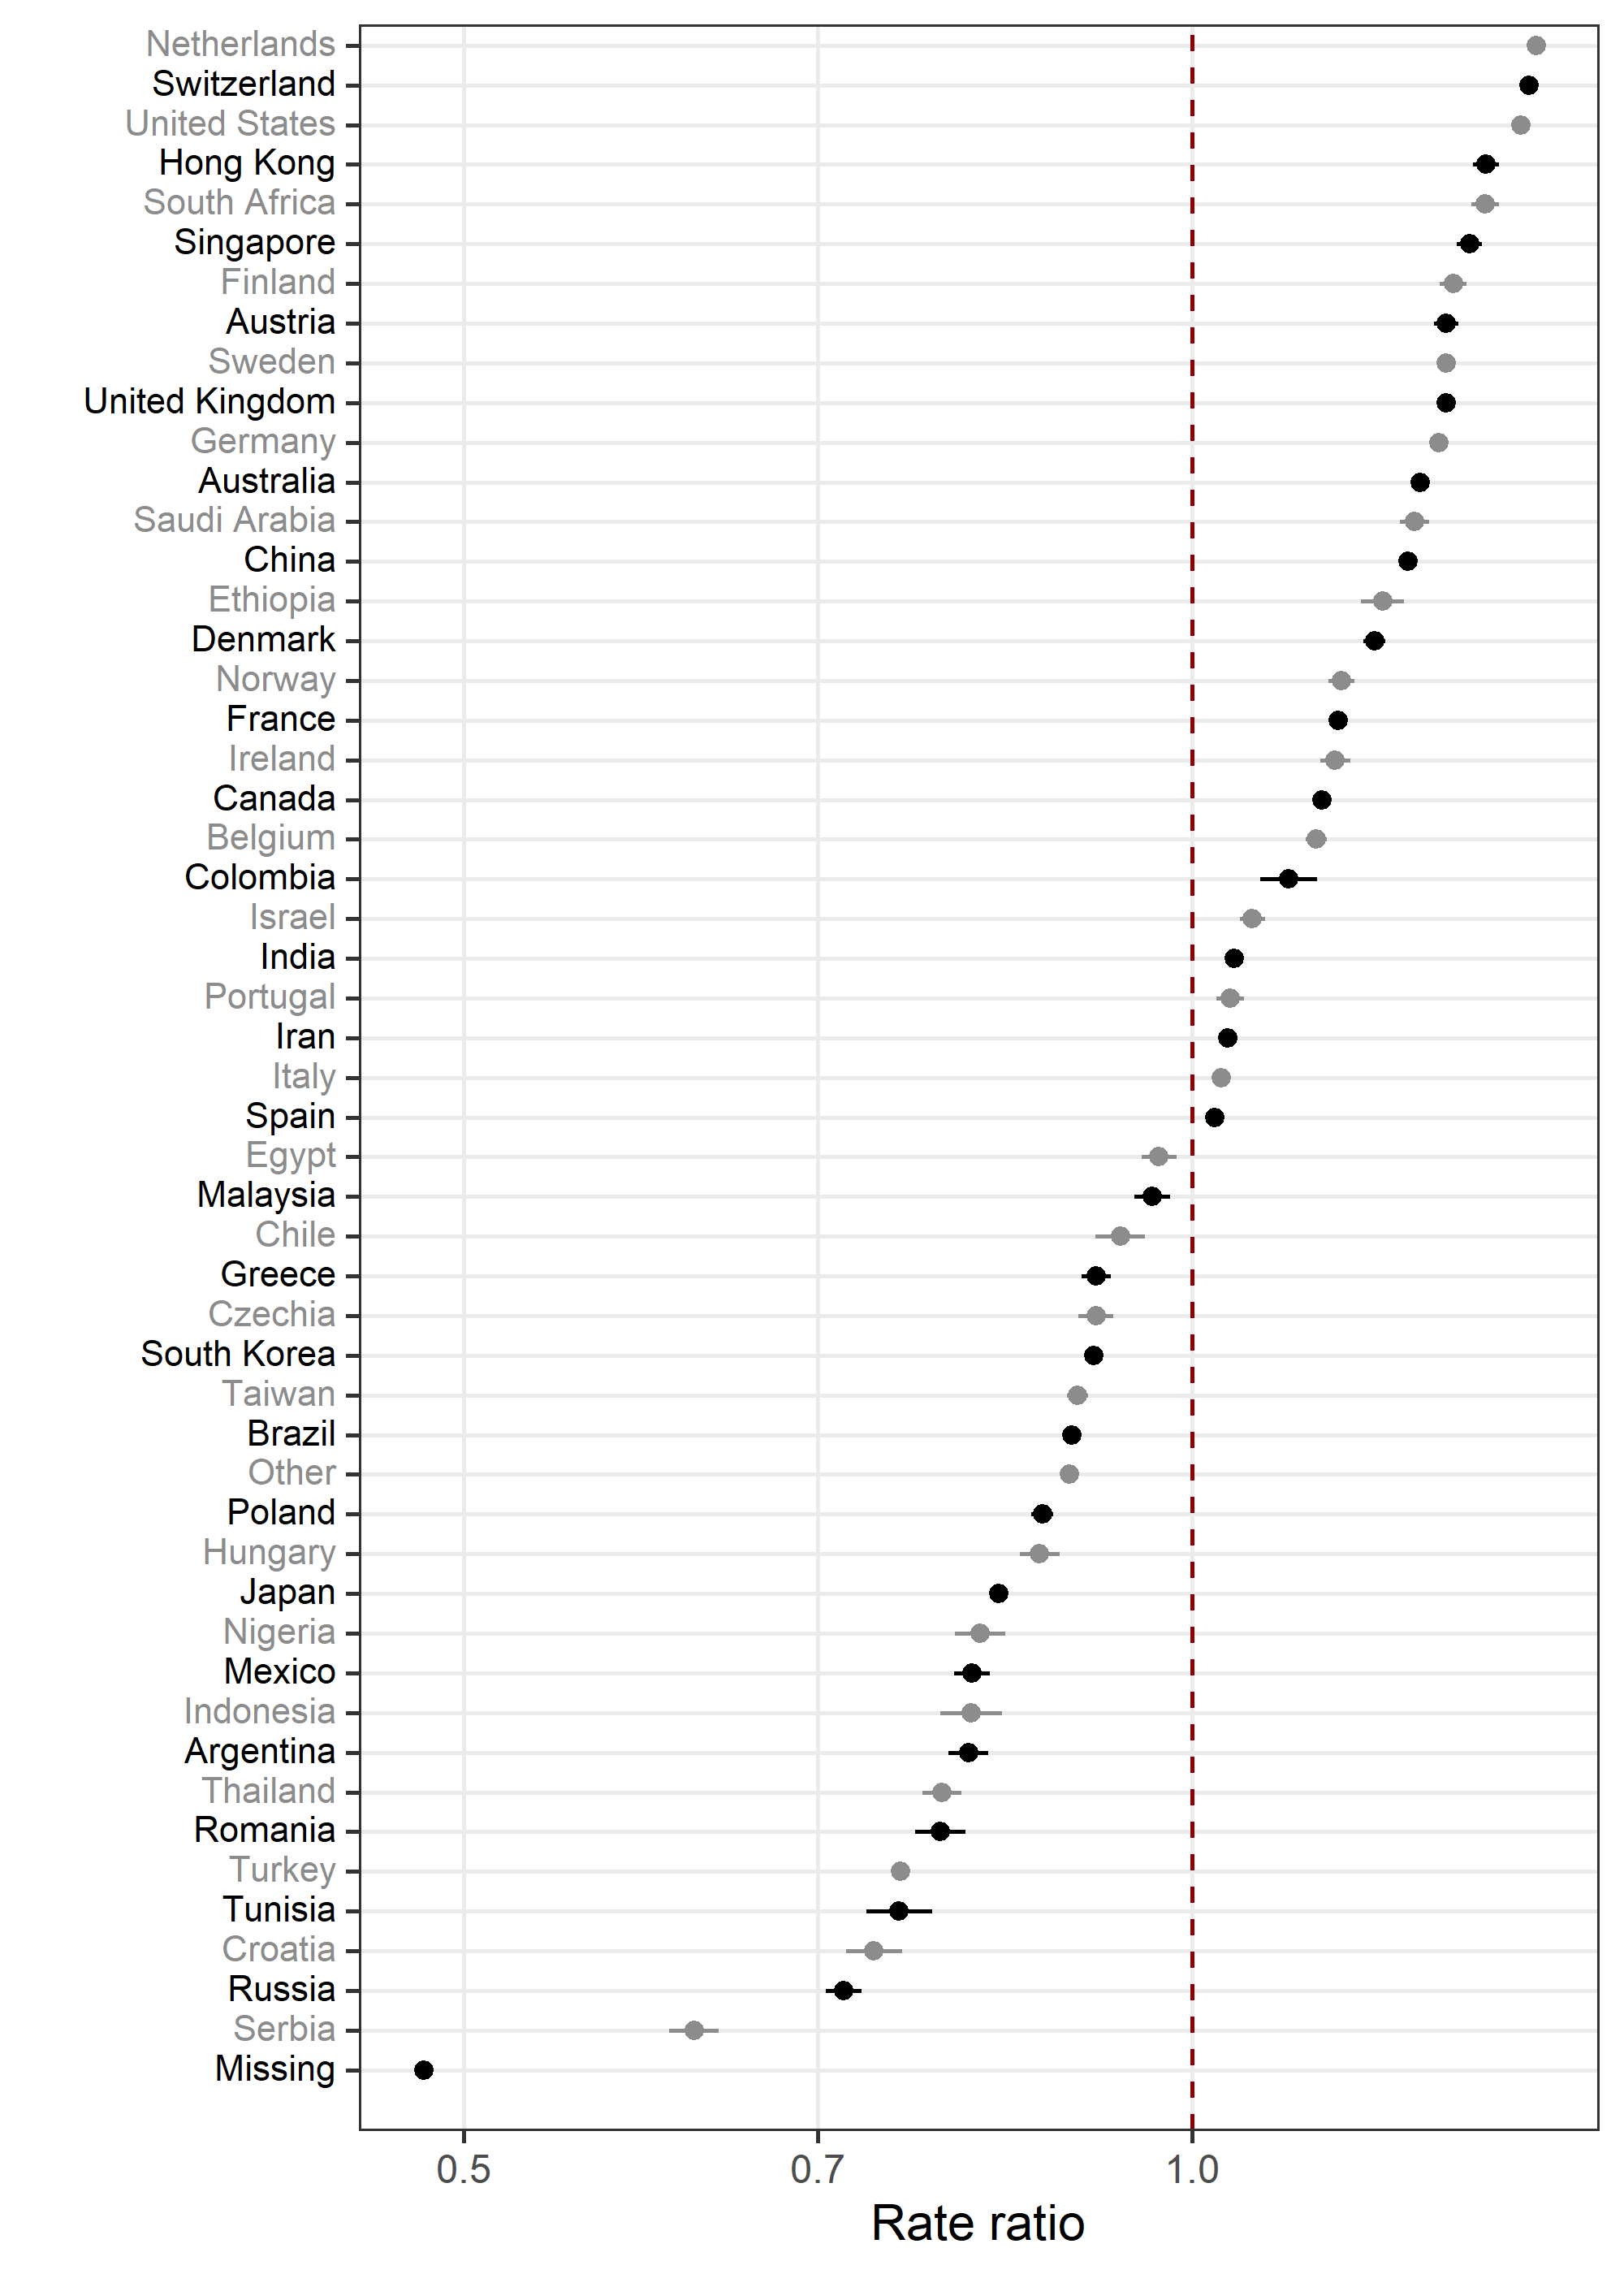 Netherlands
Switzerland
United States
Hong Kong
South Africa
Singapore
Finland
Austria
Sweden
United Kingdom
Germany
Australia
Saudi Arabia
China
Ethiopia
Denmark
Norway
France
Ireland
Canada
Belgium
Colombia
Israel
India
Portugal
Iran
Italy
Spain
Egypt
Malaysia
Chile
Greece
Czechia
South Korea
Taiwan
Brazil
Other
Poland
Hungary
Japan
Nigeria
Mexico
Indonesia
Argentina
Thailand
Romania
Turkey
Tunisia
Croatia
Russia
Serbia
Missing
0.5 0.7 1.0
Rate ratio